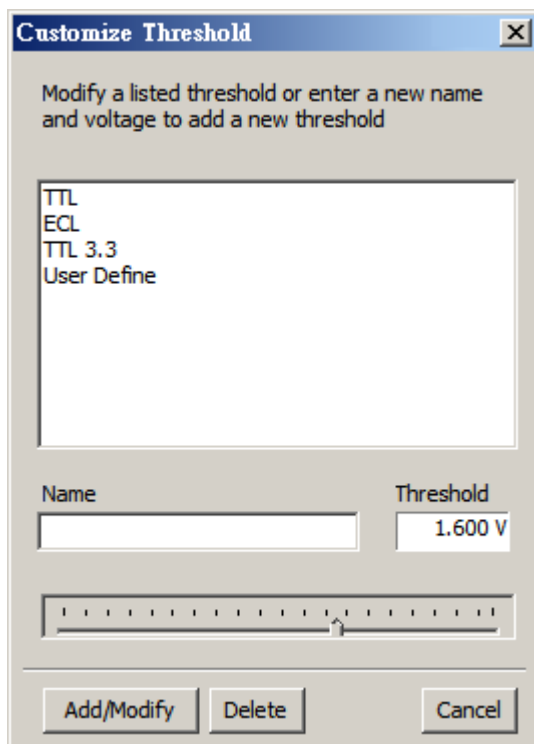 Customize Threshold
Modify a listed threshold or enter a new name
and voltage to add a new threshold
TTL
ECL
TTL 3.3
User Define
Name
Threshold
1.600 V
Add/Modify
Delete
Cancel